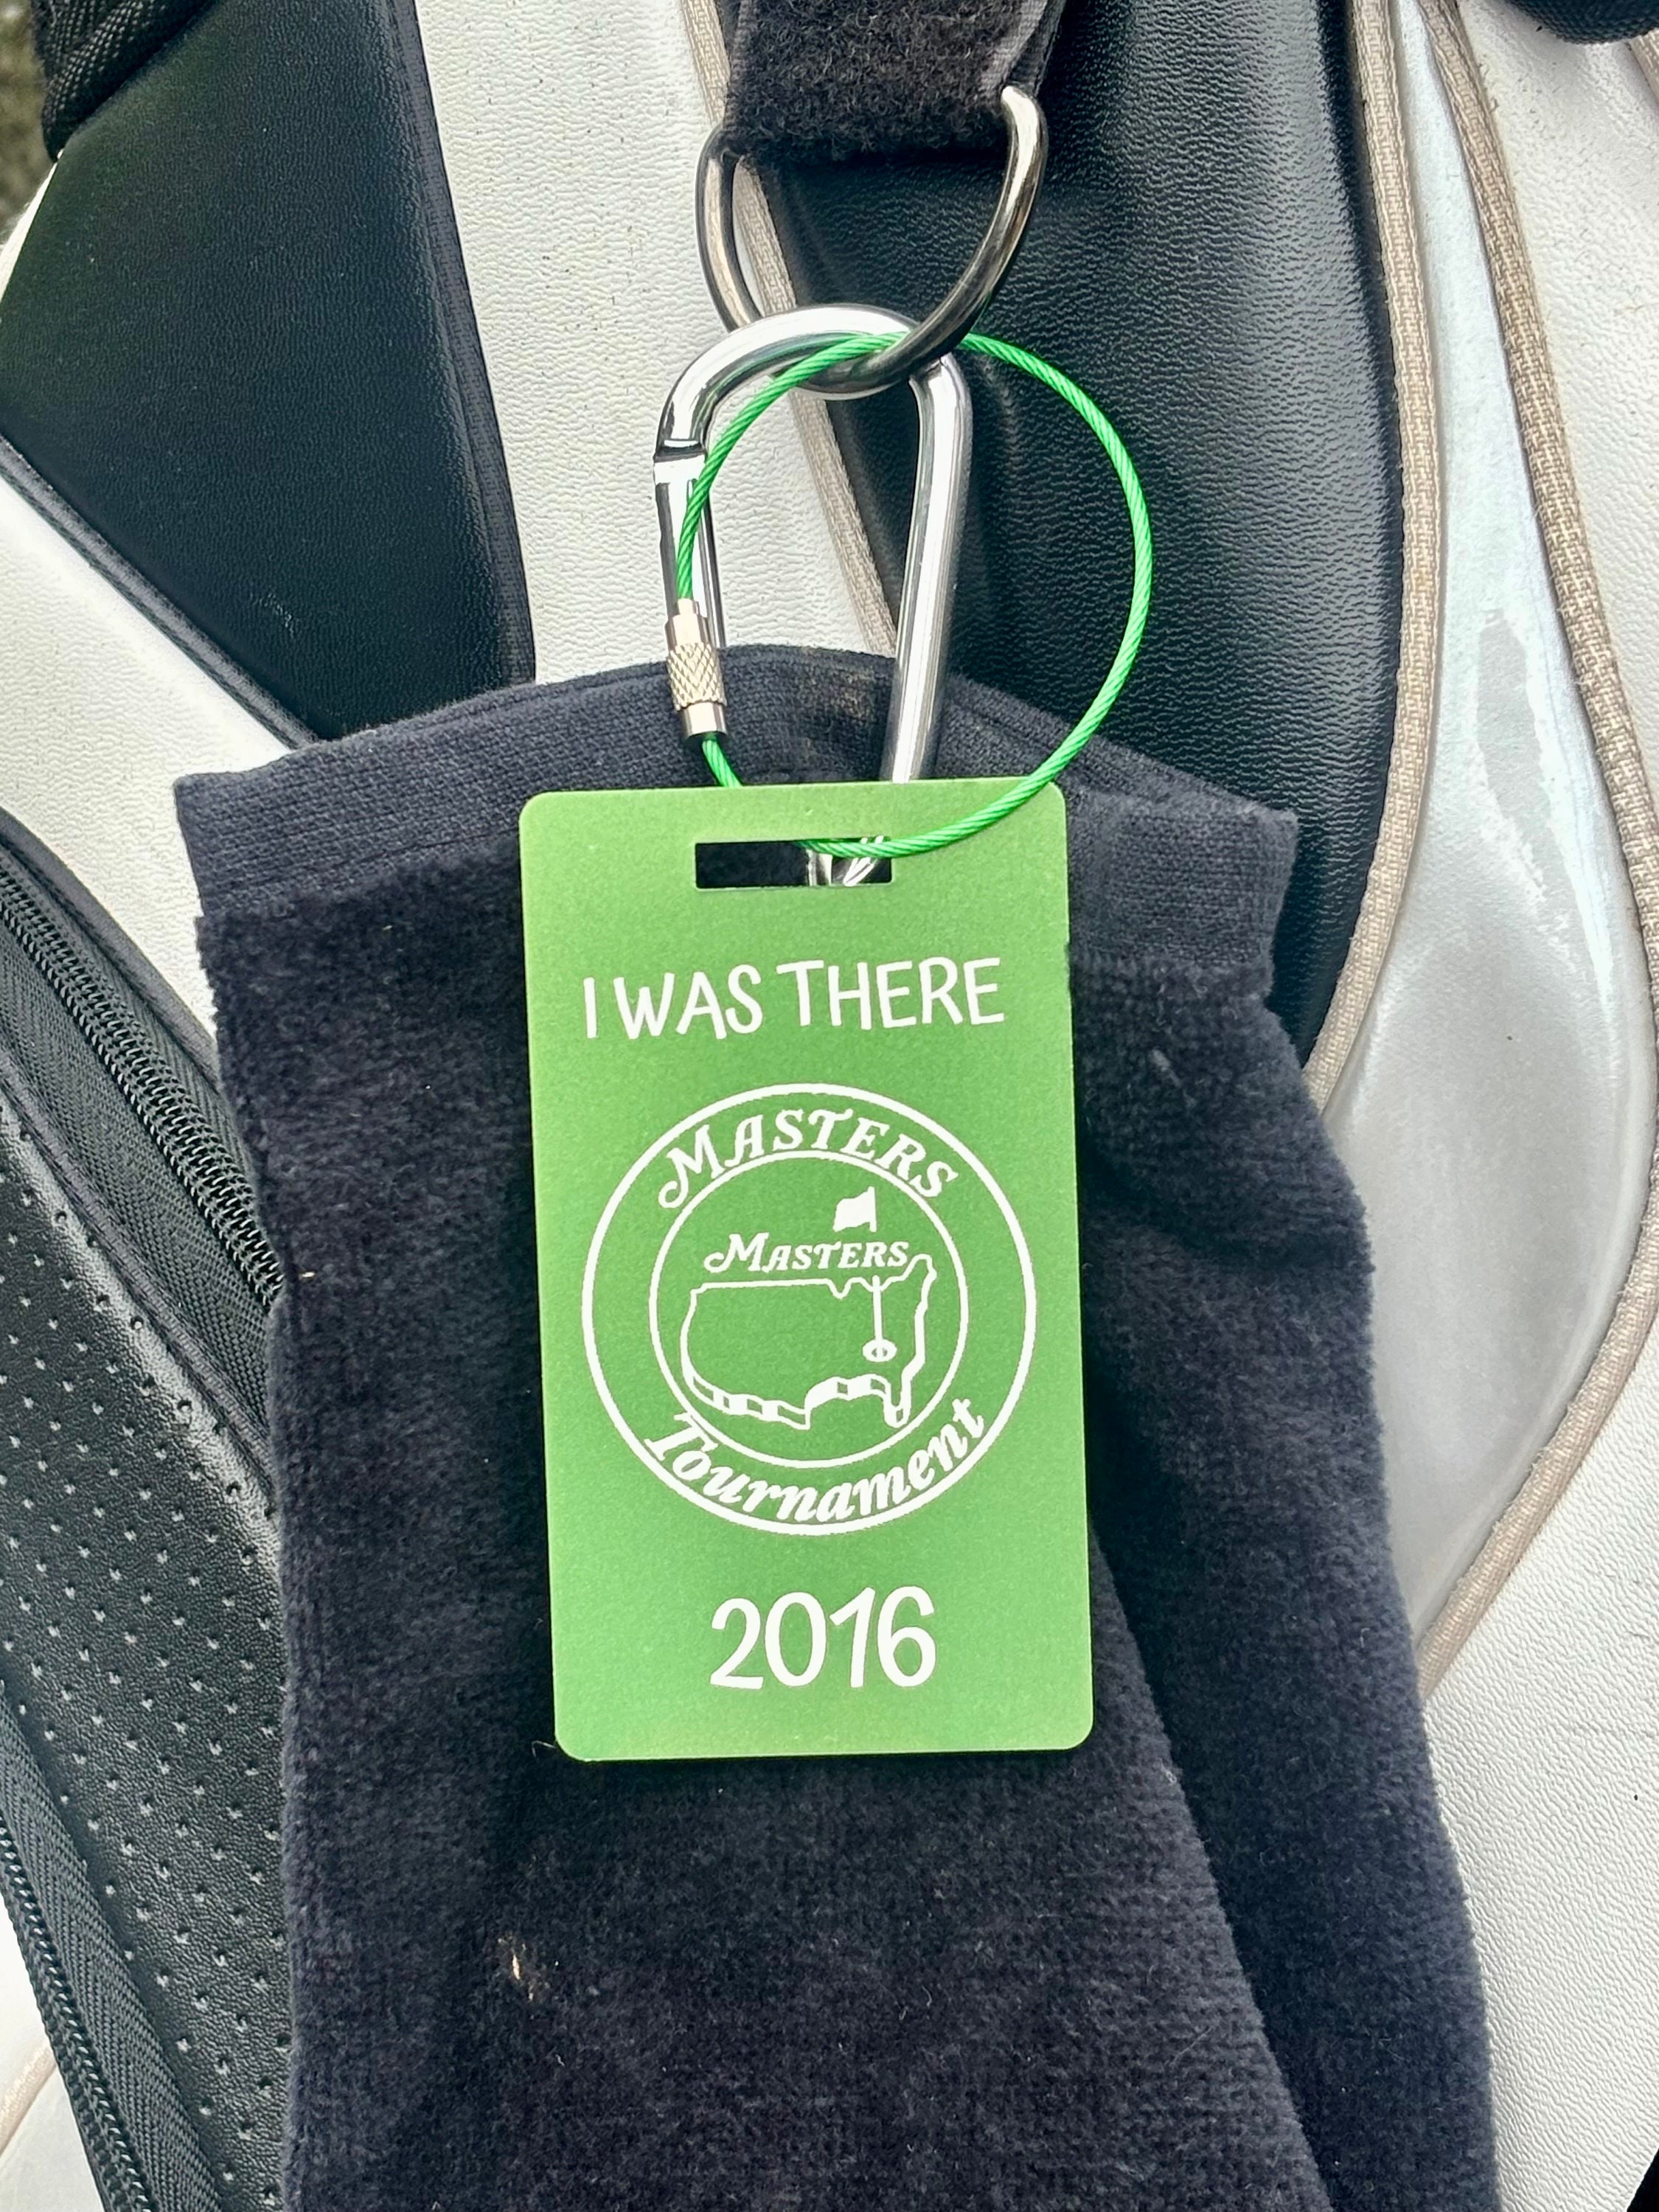 I WAS THERE
MASTERS
MASTERS
Tournament
2016